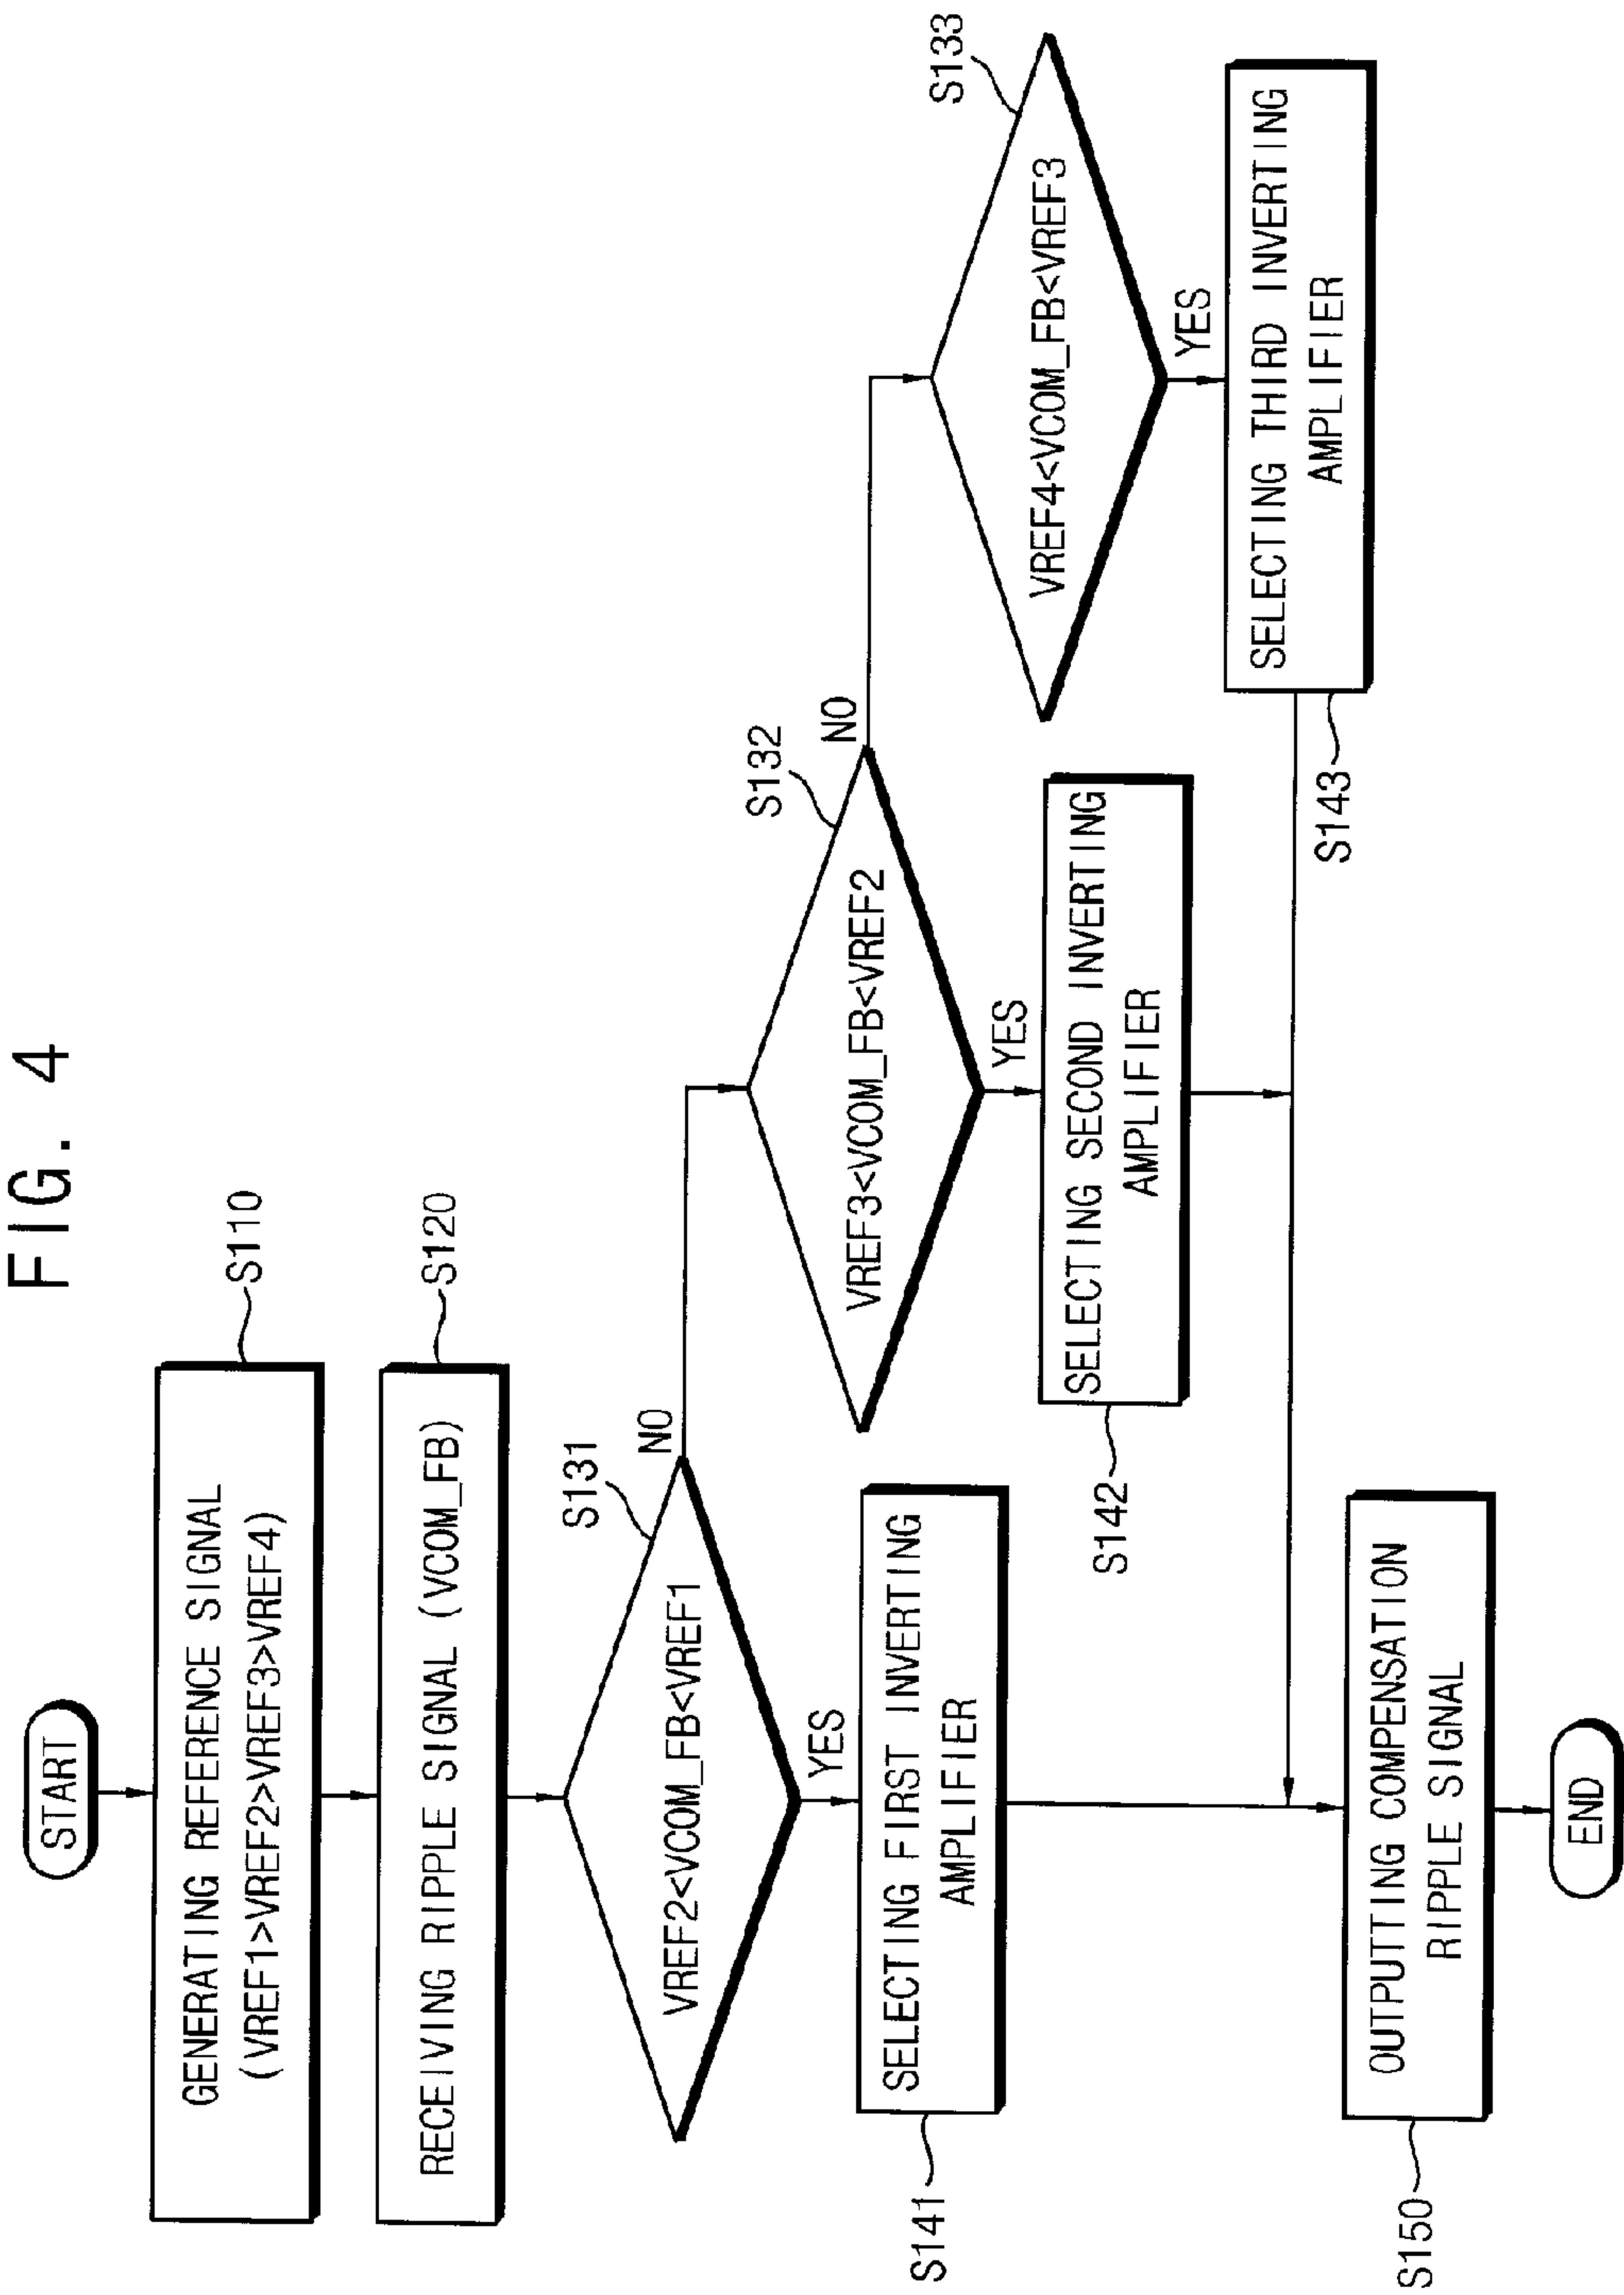 FIG. 4
START
GENERATING REFERENCE SIGNAL
(VREF1>VREF2>VREF3>VREF4)
S110
RECEIVING RIPPLE SIGNAL (VCOM_FB)
S120
S131
VREF2<VCOM_FB<VREF1
NO
YES
S132
VREF3<VCOM_FB<VREF2
NO
YES
S133
VREF4<VCOM_FB<VREF3
YES
SELECTING FIRST INVERTING
AMPLIFIER
S141
SELECTING SECOND INVERTING
AMPLIFIER
S142
SELECTING THIRD INVERTING
AMPLIFIER
S143
OUTPUTTING COMPENSATION
RIPPLE SIGNAL
S150
END